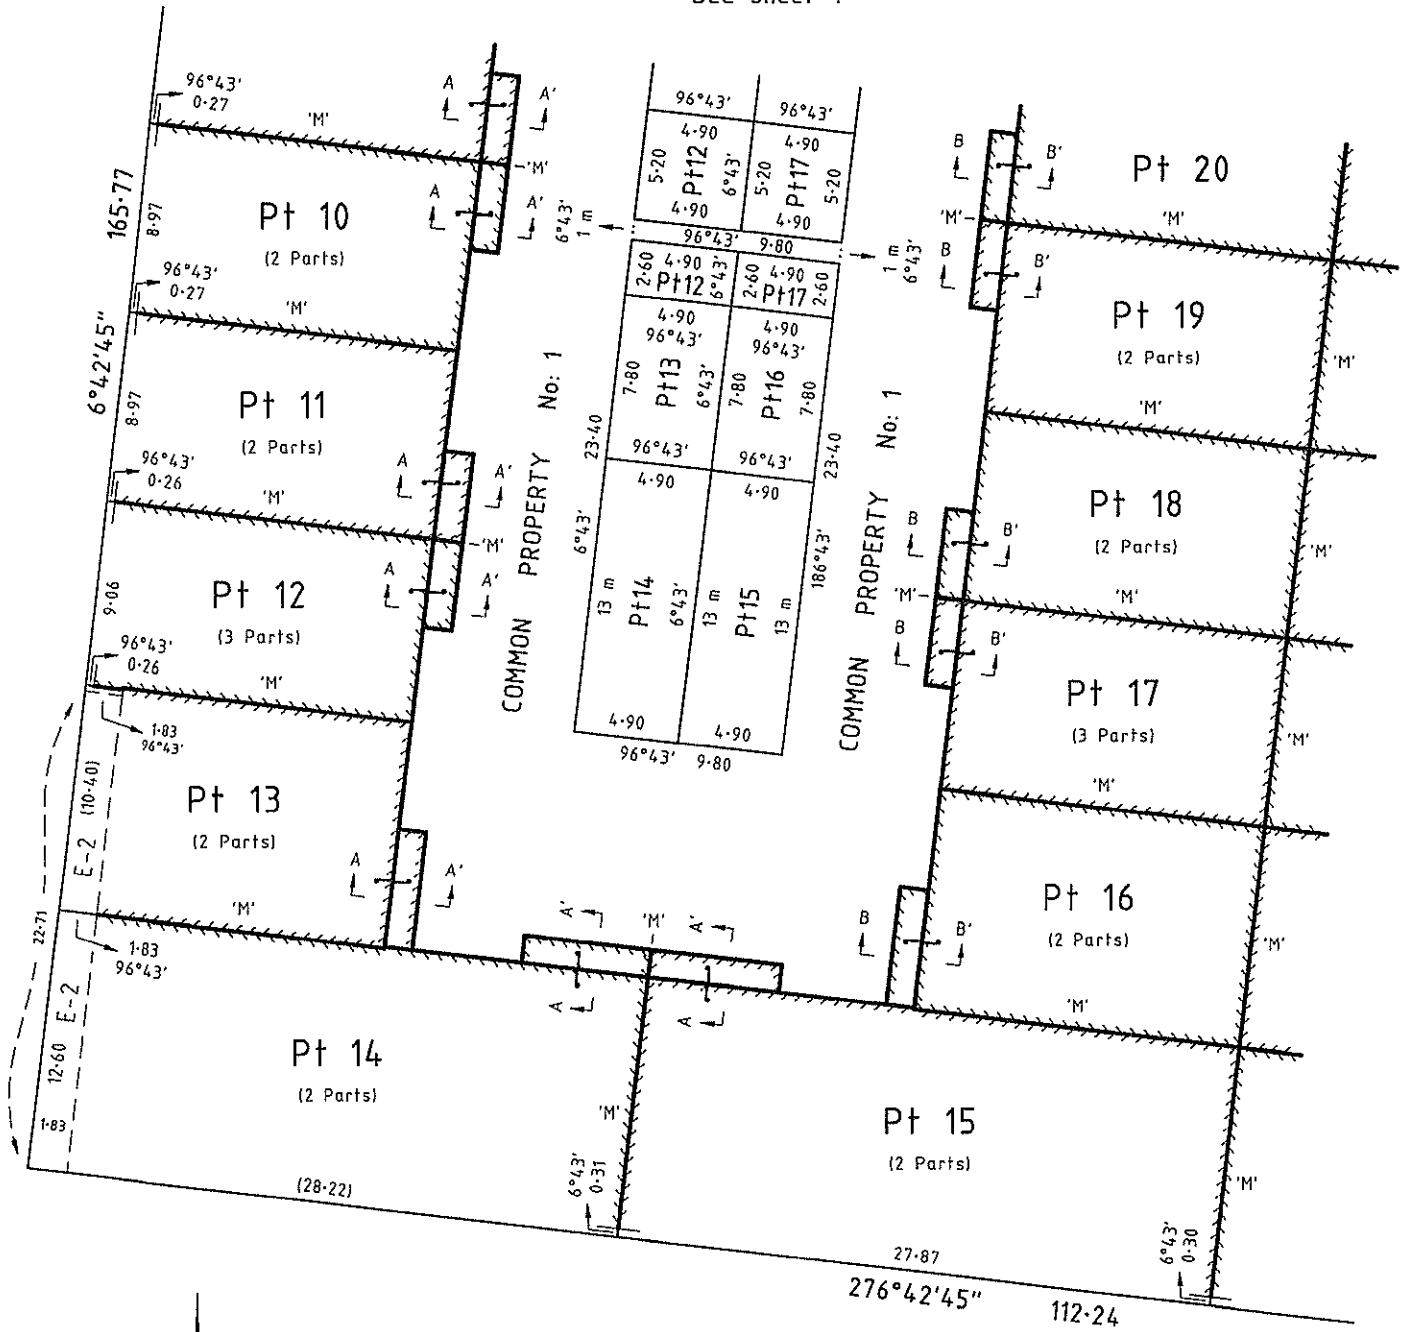 96°43'
0·27
'M'
A
A'
'M'
A
A'
6°43'
1 m
165·77
8·97
Pt 10
(2 Parts)
96°43'
0·27
'M'
6°42'45"
8·97
Pt 11
(2 Parts)
96°43'
0·26
'M'
A
A'
'M'
A
A'
9·06
Pt 12
(3 Parts)
96°43'
0·26
'M'
1·83
96°43'
E-2 (10·40)
Pt 13
(2 Parts)
A
A'
'M'
22·71
1·83
96°43'
12·60 E-2
1·83
Pt 14
(2 Parts)
(28·22)
A'
'M'
A'
A
A
'M'
6°43'
0·31
COMMON PROPERTY No: 1
96°43'
96°43'
4·90
4·90
5·20
Pt12
6°43'
5·20
Pt17
5·20
4·90
4·90
96°43' 9·80
1 m
6°43'
2·60
4·90
Pt12
6°43'
2·60
4·90
Pt17
2·60
4·90
96°43'
4·90
96°43'
7·80
Pt13
6°43'
7·80
Pt16
7·80
23·40
23·40
96°43'
96°43'
4·90
4·90
6°43'
186°43'
13 m
Pt14
6°43'
13 m
Pt15
13 m
4·90
4·90
96°43' 9·80
COMMON PROPERTY No: 1
B
B'
'M'
B
B'
Pt 20
'M'
Pt 19
(2 Parts)
'M'
'M'
Pt 18
(2 Parts)
'M'
B
B'
'M'
B
B'
'M'
Pt 17
(3 Parts)
'M'
'M'
B
B'
Pt 16
(2 Parts)
'M'
'M'
Pt 15
(2 Parts)
'M'
6°43'
0·30
27·87
276°42'45"
112·24